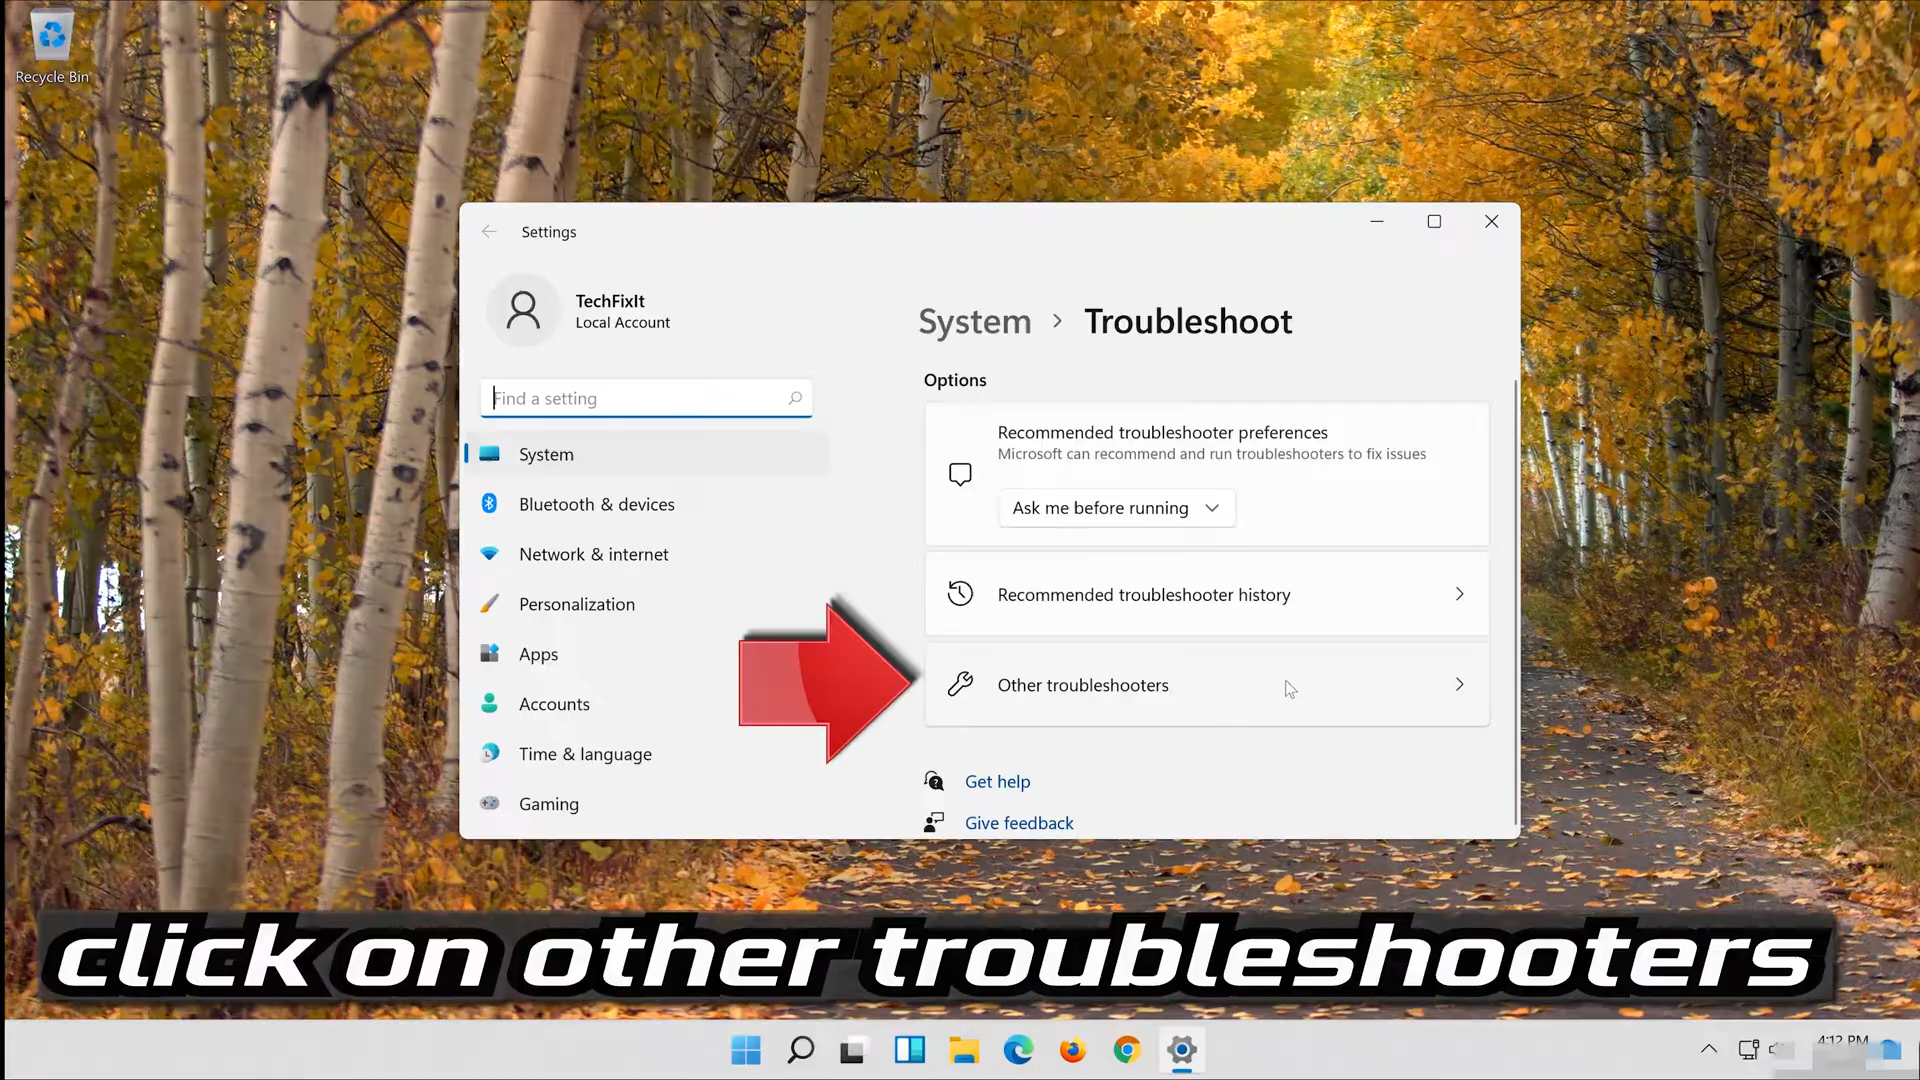 Recycle Bin
Settings
TechFixIt
Local Account
Find a setting
System
Bluetooth & devices
Network & internet
Personalization
Apps
Accounts
Time & language
Gaming
System > Troubleshoot
Options
Recommended troubleshooter preferences
Microsoft can recommend and run troubleshooters to fix issues
Ask me before running
Recommended troubleshooter history
Other troubleshooters
Get help
Give feedback
click on other troubleshooters
4:12 PM